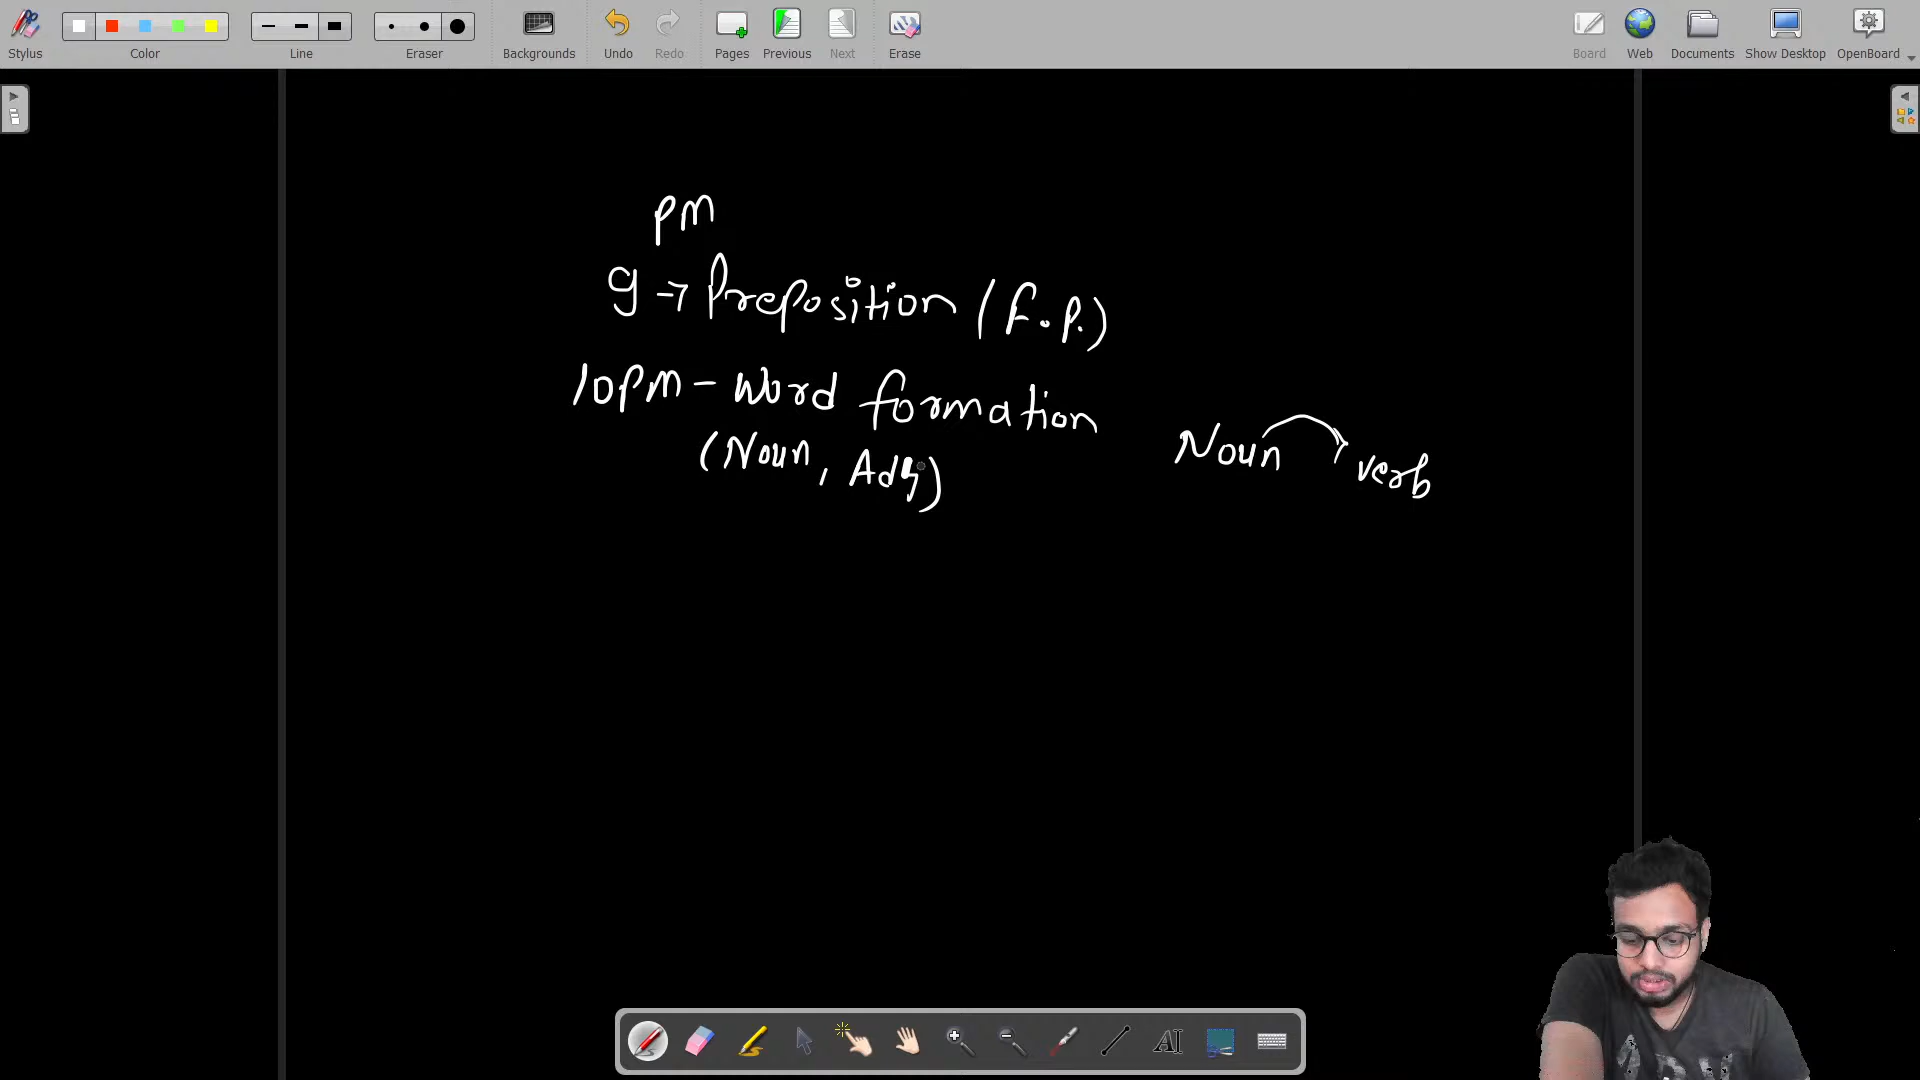 Stylus Color Line Eraser Backgrounds Undo Redo Pages Previous Next Erase Board Web Documents Show Desktop OpenBoard
PM
9 → Preposition (F.P.)
10PM - Word formation
(Noun, Adj)
Noun verb